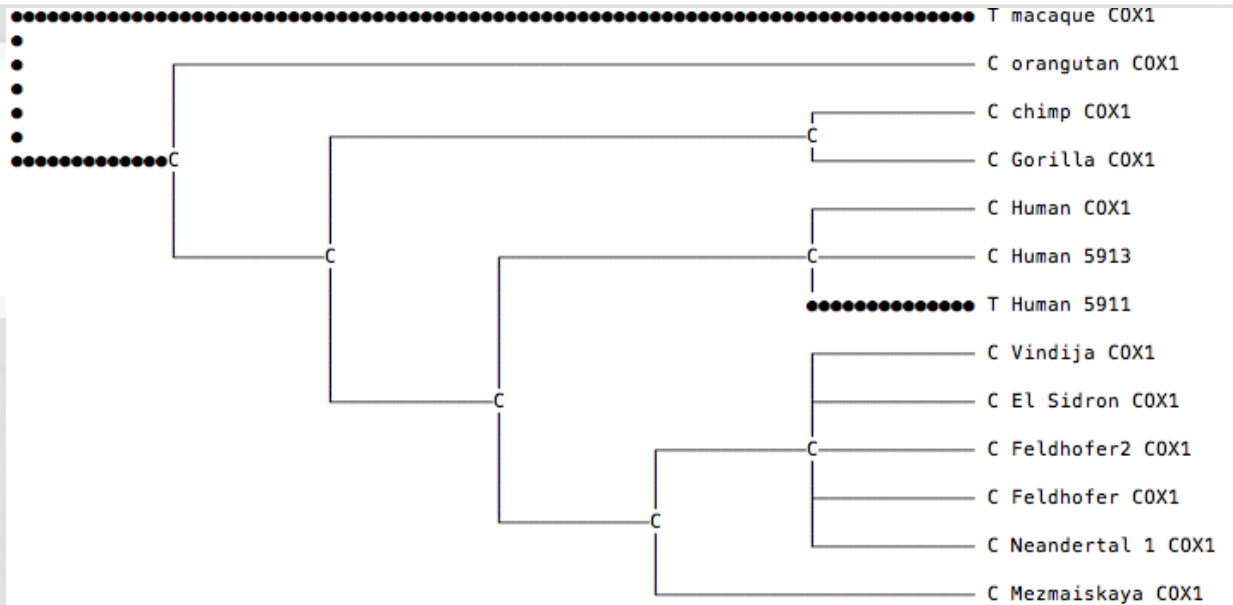 T macaque COX1
C orangutan COX1
C chimp COX1
C
C Gorilla COX1
C
C Human COX1
C C C Human 5913
T Human 5911
C Vindija COX1
C C El Sidron COX1
C C Feldhofer2 COX1
C Feldhofer COX1
C
C Neandertal 1 COX1
C Mezmaiskaya COX1